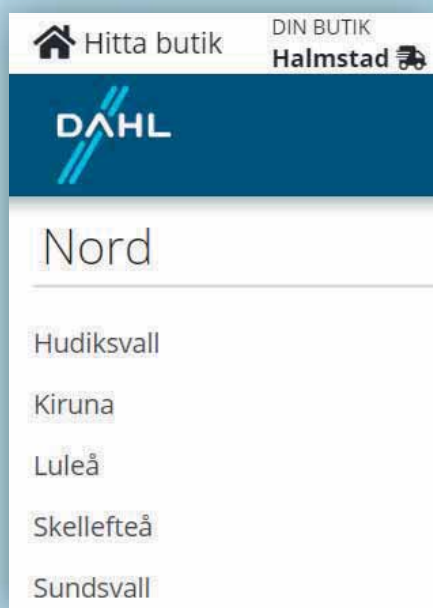 Hitta butik
DIN BUTIK
Halmstad
DAHL
Nord
Hudiksvall
Kiruna
Luleå
Skellefteå
Sundsvall